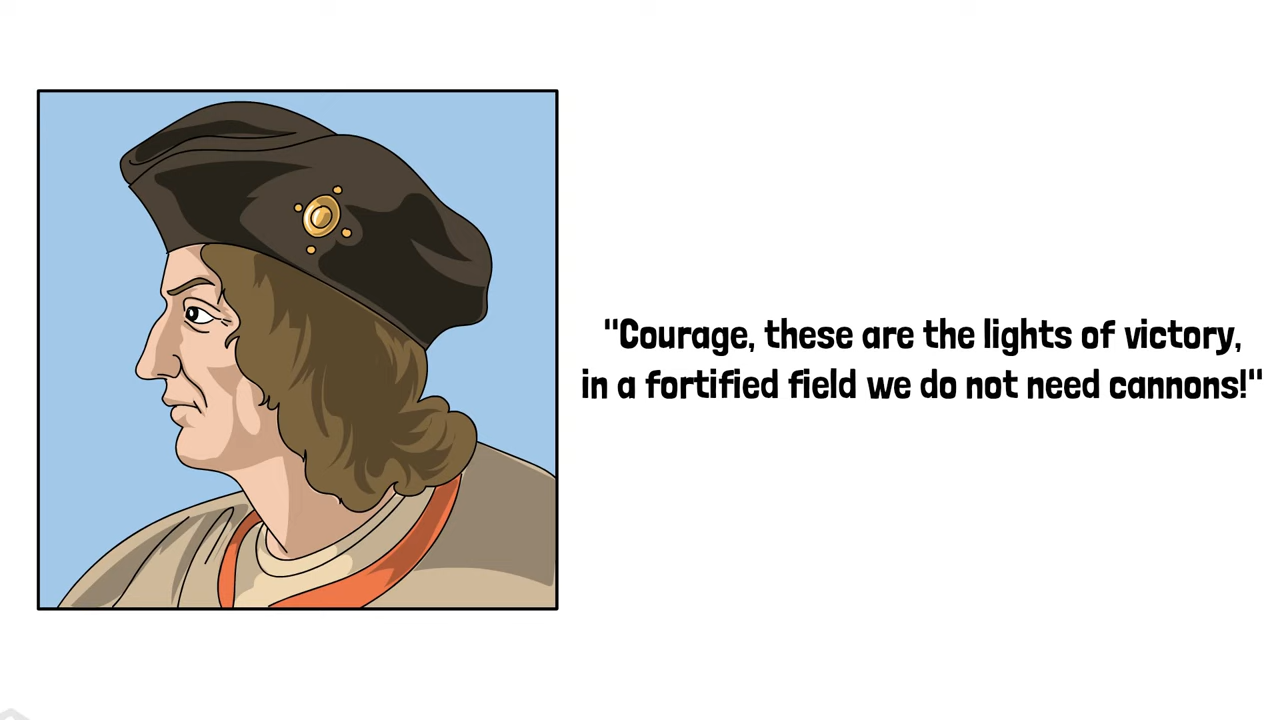 "Courage, these are the lights of victory,
in a fortified field we do not need cannons!"